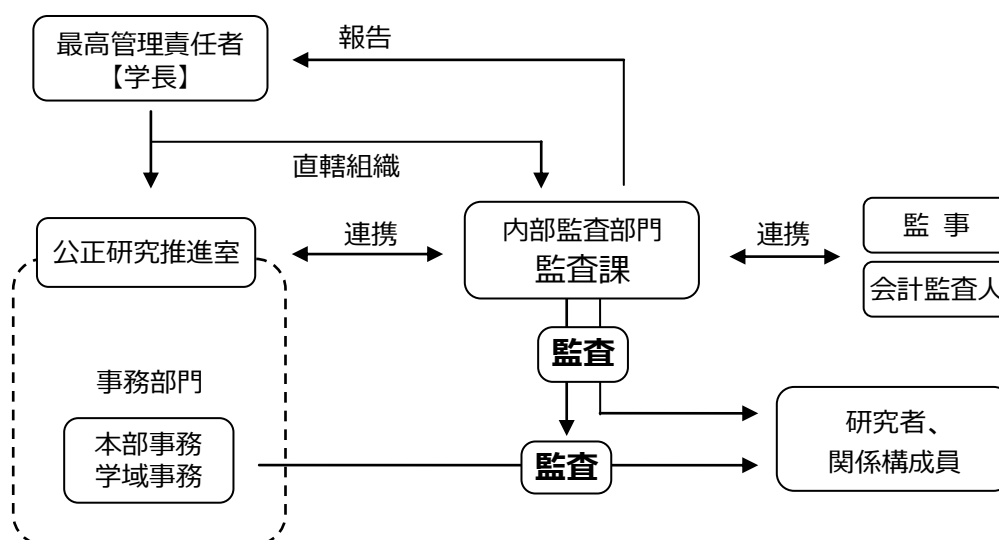 最高管理責任者
【学長】
報告
直轄組織
公正研究推進室
連携
内部監査部門
監査課
連携
監 事
会計監査人
監査
事務部門
本部事務
学域事務
監査
研究者、
関係構成員